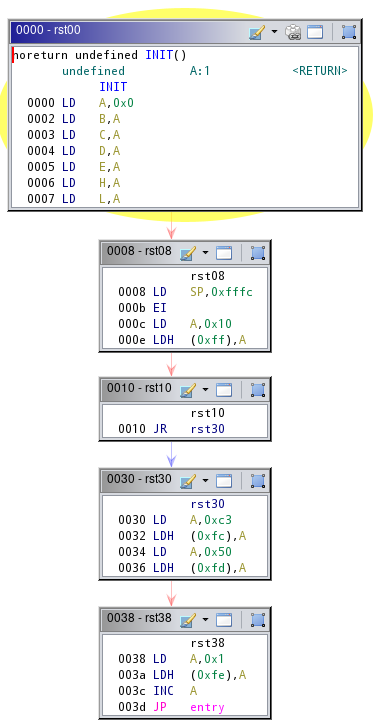 0000 - rst00
noreturn undefined INIT()
undefined A:1 <RETURN>
INIT
0000 LD A,0x0
0002 LD B,A
0003 LD C,A
0004 LD D,A
0005 LD E,A
0006 LD H,A
0007 LD L,A
0008 - rst08
rst08
0008 LD SP,0xfffc
000b EI
000c LD A,0x10
000e LDH (0xff),A
0010 - rst10
rst10
0010 JR rst30
0030 - rst30
rst30
0030 LD A,0xc3
0032 LDH (0xfc),A
0034 LD A,0x50
0036 LDH (0xfd),A
0038 - rst38
rst38
0038 LD A,0x1
003a LDH (0xfe),A
003c INC A
003d JP entry